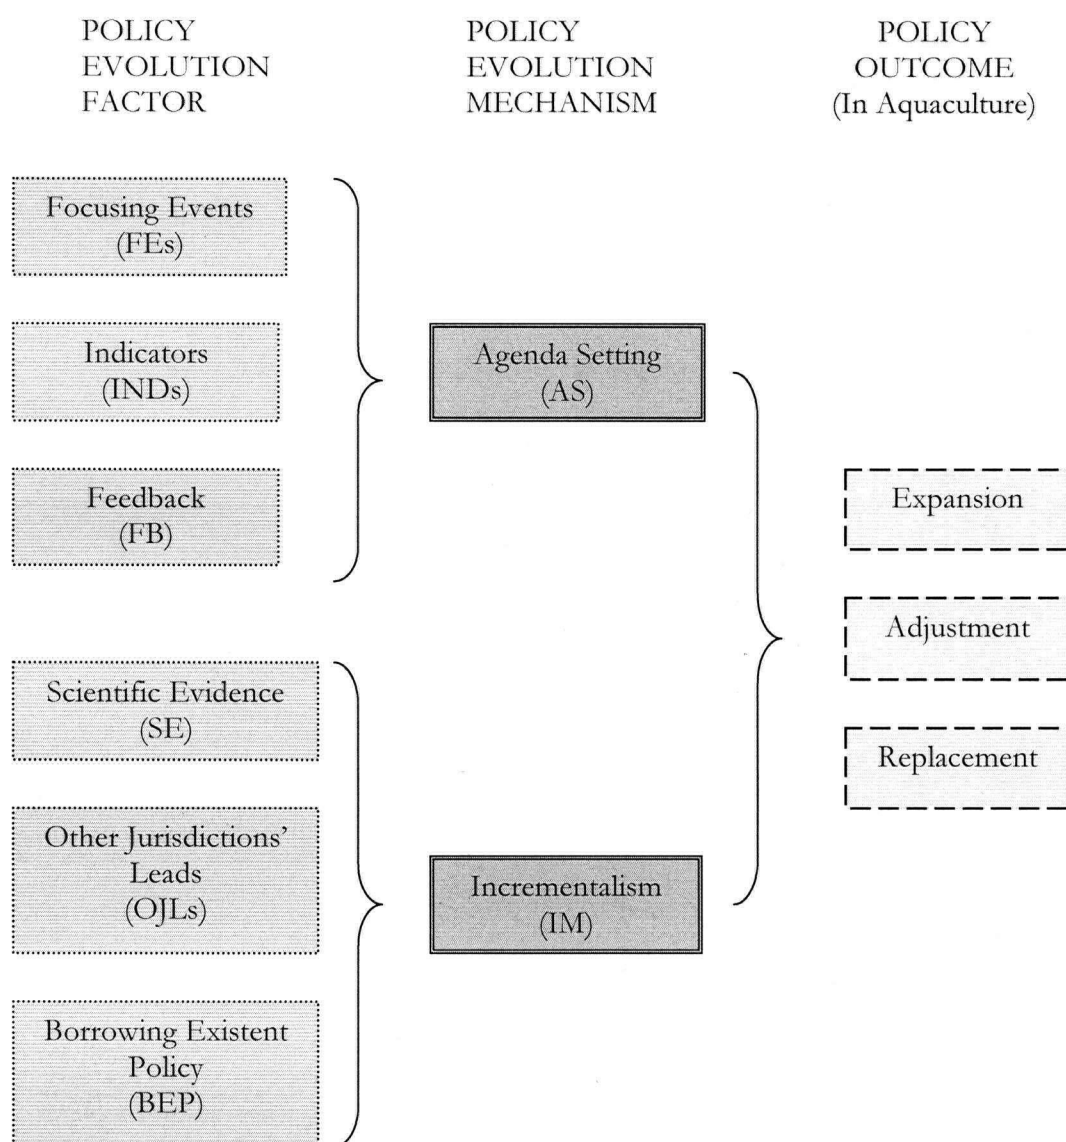 POLICY
EVOLUTION
FACTOR
POLICY
EVOLUTION
MECHANISM
POLICY
OUTCOME
(In Aquaculture)
Focusing Events
(FEs)
Indicators
(INDs)
Feedback
(FB)
Scientific Evidence
(SE)
Other Jurisdictions’
Leads
(OJLs)
Borrowing Existent
Policy
(BEP)
Agenda Setting
(AS)
Incrementalism
(IM)
Expansion
Adjustment
Replacement